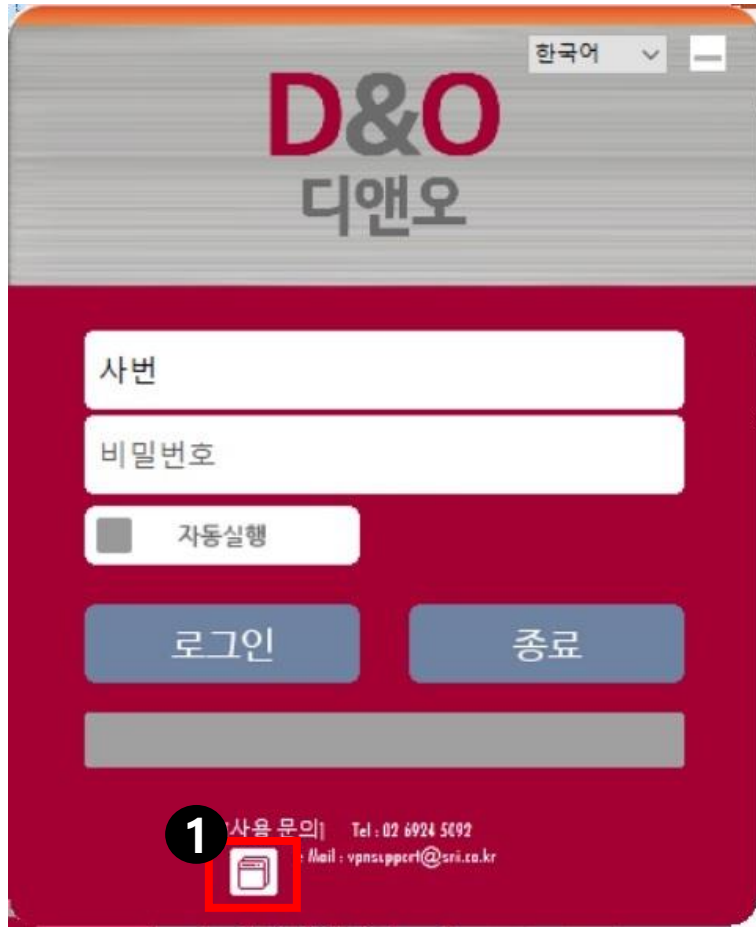 한국어
D&O
디앤오
사번
비밀번호
자동실행
로그인
종료
사용 문의] Tel : 02 6924 5092
1
Mail : vpnsupport@sri.co.kr